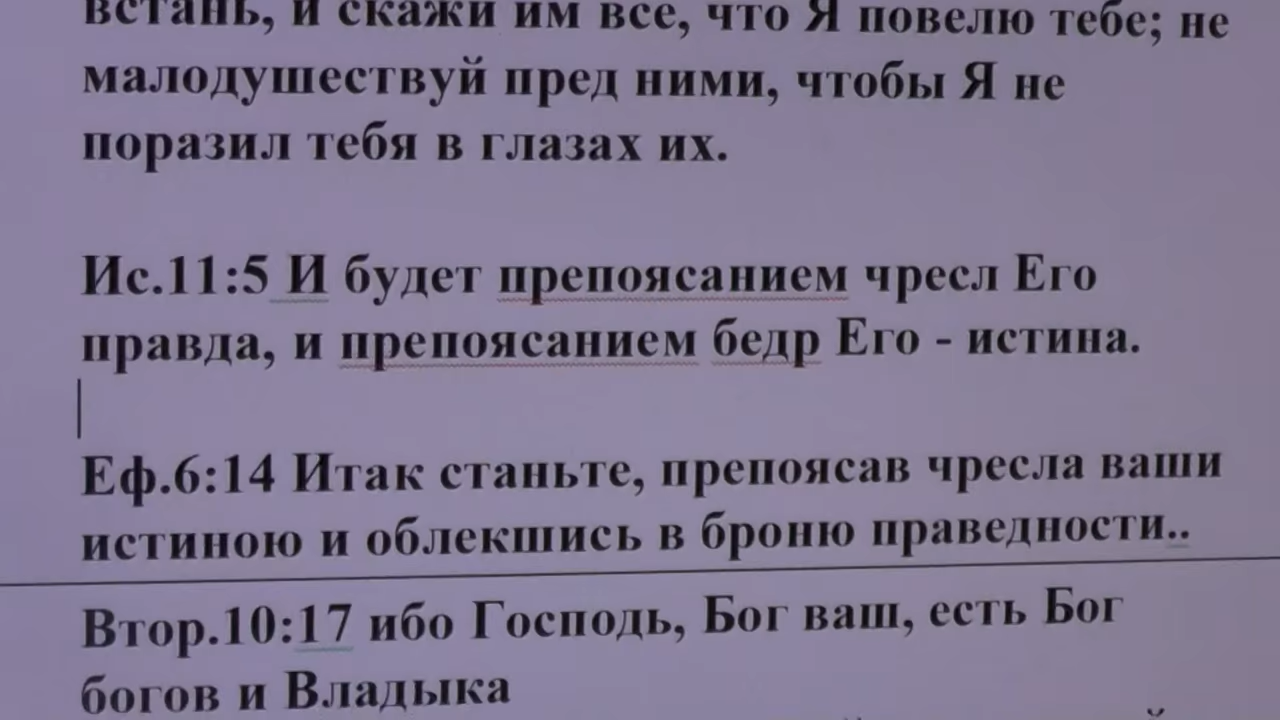 встань, и скажи им все, что Я повелю тебе; не
малодушествуй пред ними, чтобы Я не
поразил тебя в глазах их.
Ис.11:5 И будет препоясанием чресл Его
правда, и препоясанием бедр Его - истина.
Еф.6:14 Итак станьте, препоясав чресла ваши
истиною и облекшись в броню праведности..
Втор.10:17 ибо Господь, Бог ваш, есть Бог
богов и Владыка